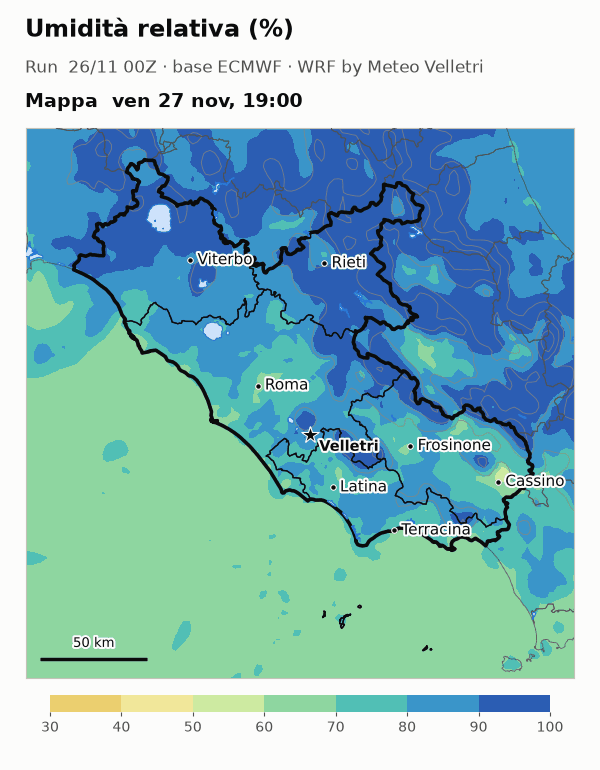 Umidità relativa (%)
Run 26/11 00Z · base ECMWF · WRF by Meteo Velletri
Mappa ven 27 nov, 19:00
Viterbo
Rieti
Roma
Velletri
Frosinone
Latina
Cassino
Terracina
50 km
30 40 50 60 70 80 90 100